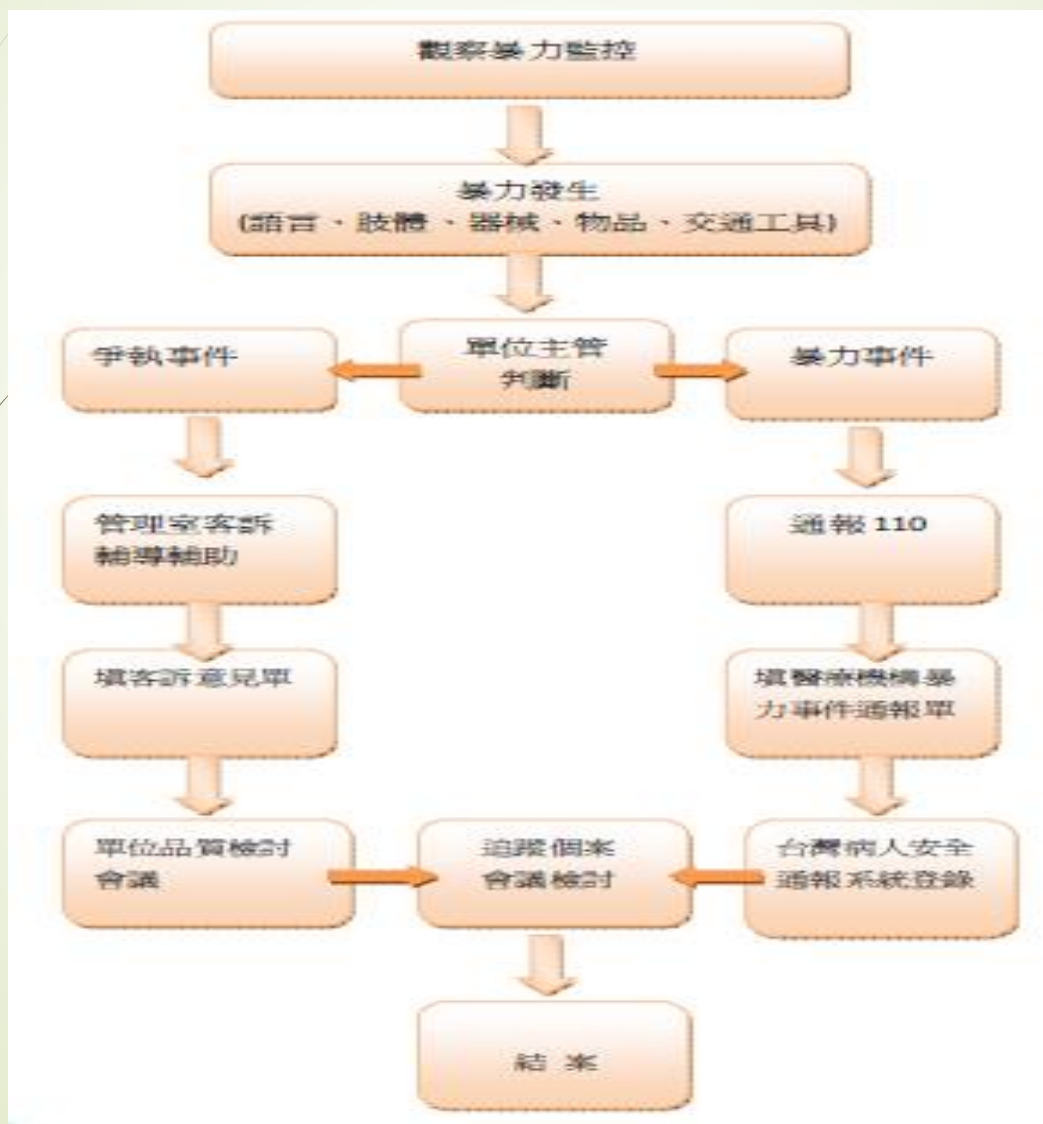 觀察暴力監控
暴力發生
(語言、肢體、器械、物品、交通工具)
爭執事件
單位主管
判斷
暴力事件
管理室客訴
輔導輔助
通報 110
填客訴意見單
填醫療機構暴
力事件通報單
單位品質檢討
會議
追蹤個案
會議檢討
台灣病人安全
通報系統登錄
結 案